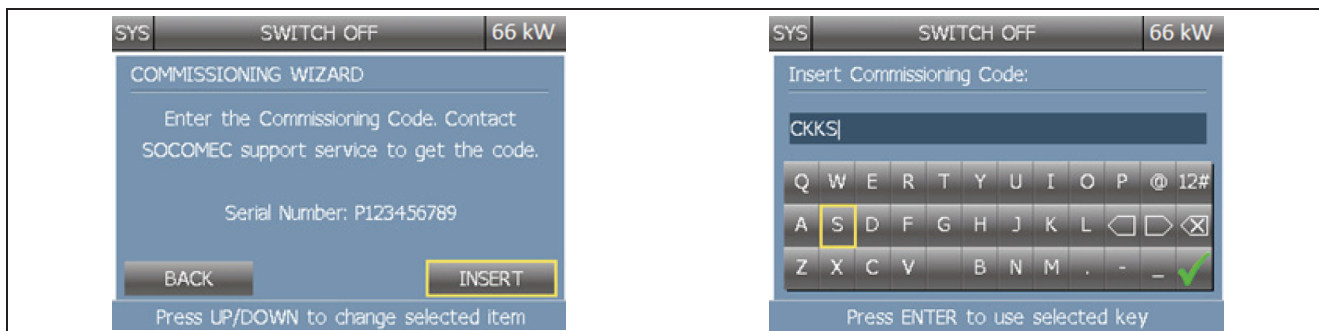 SYS SWITCH OFF 66 kW
COMMISSIONING WIZARD
Enter the Commissioning Code. Contact
SOCOMEC support service to get the code.
Serial Number: P123456789
BACK INSERT
Press UP/DOWN to change selected item
SYS SWITCH OFF 66 kW
Insert Commissioning Code:
CKKS
Q W E R T Y U I O P @ 12#
A S D F G H J K L
Z X C V B N M . - _
Press ENTER to use selected key